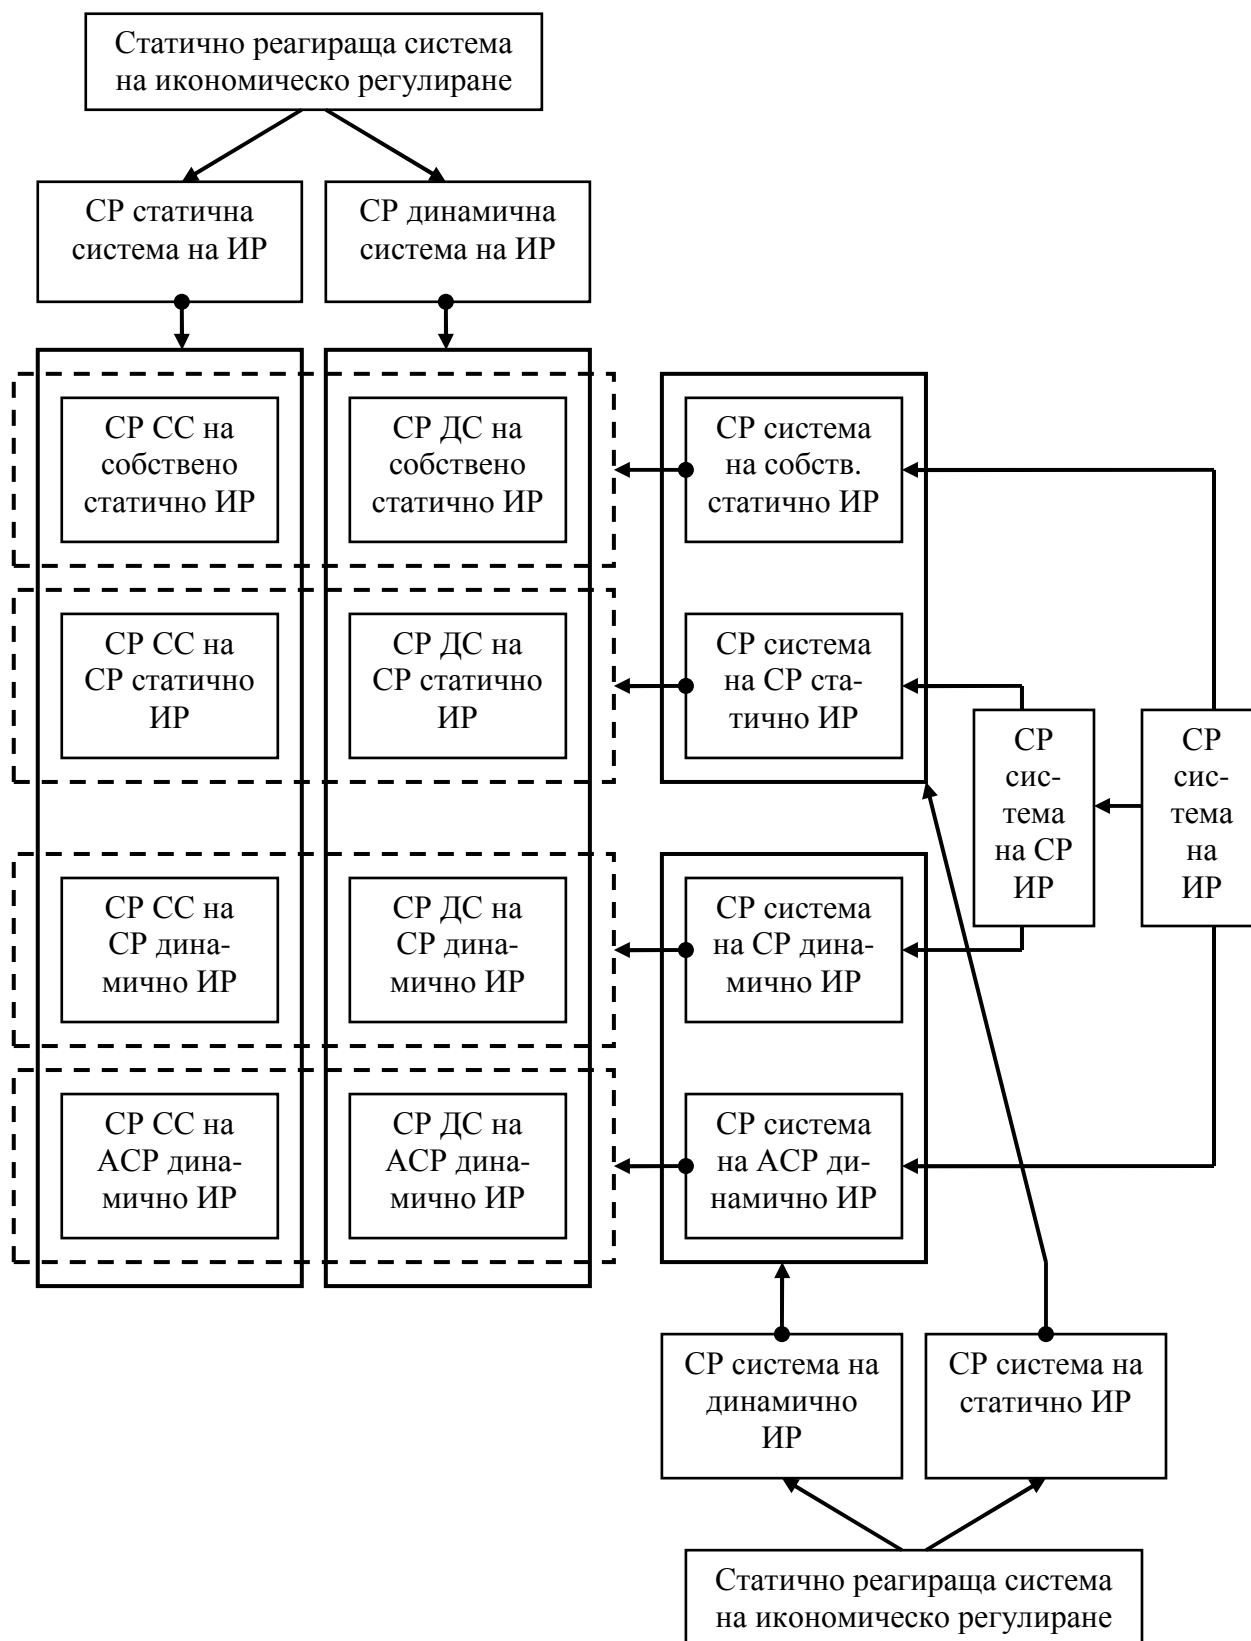 Статично реагираща система
на икономическо регулиране
СР статична
система на ИР
СР динамична
система на ИР
СР СС на
собствено
статично ИР
СР ДС на
собствено
статично ИР
СР система
на собств.
статично ИР
СР СС на
СР статично
ИР
СР ДС на
СР статично
ИР
СР система
на СР ста-
тично ИР
СР
сис-
тема
на СР
ИР
СР
сис-
тема
на
ИР
СР СС на
СР дина-
мично ИР
СР ДС на
СР дина-
мично ИР
СР система
на СР дина-
мично ИР
СР СС на
АСР дина-
мично ИР
СР ДС на
АСР дина-
мично ИР
СР система
на АСР ди-
намично ИР
СР система на
динамично
ИР
СР система на
статично ИР
Статично реагираща система
на икономическо регулиране